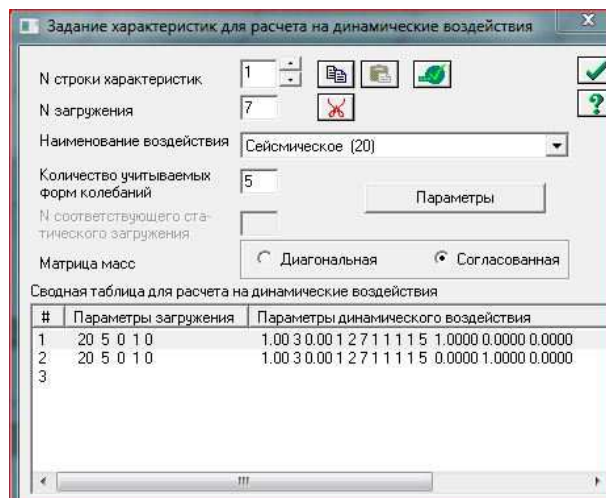 Задание характеристик для расчета на динамические воздействия
N строки характеристик 1
N загружения 7
Наименование воздействия Сейсмическое (20)
Количество учитываемых
форм колебаний 5
Параметры
N соответствующего ста-
тического загружения
Матрица масс Диагональная Согласованная
Сводная таблица для расчета на динамические воздействия
# Параметры загружения Параметры динамического воздействия
1 20 5 0 1 0 1.00 3 0.00 1 2 7 1 1 1 1 5 1.0000 0.0000 0.0000
2 20 5 0 1 0 1.00 3 0.00 1 2 7 1 1 1 1 5 0.0000 1.0000 0.0000
3